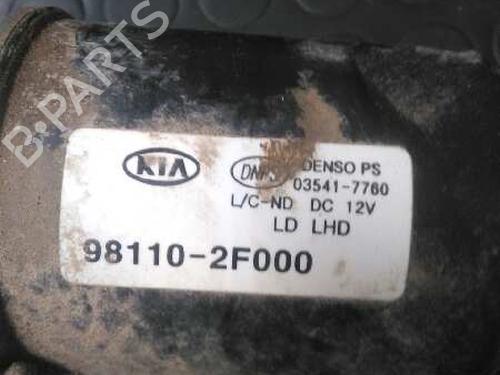 B-PARTS
KIA
DENSO PS
03541-7760
L/C-ND DC 12V
LD LHD
98110-2F000